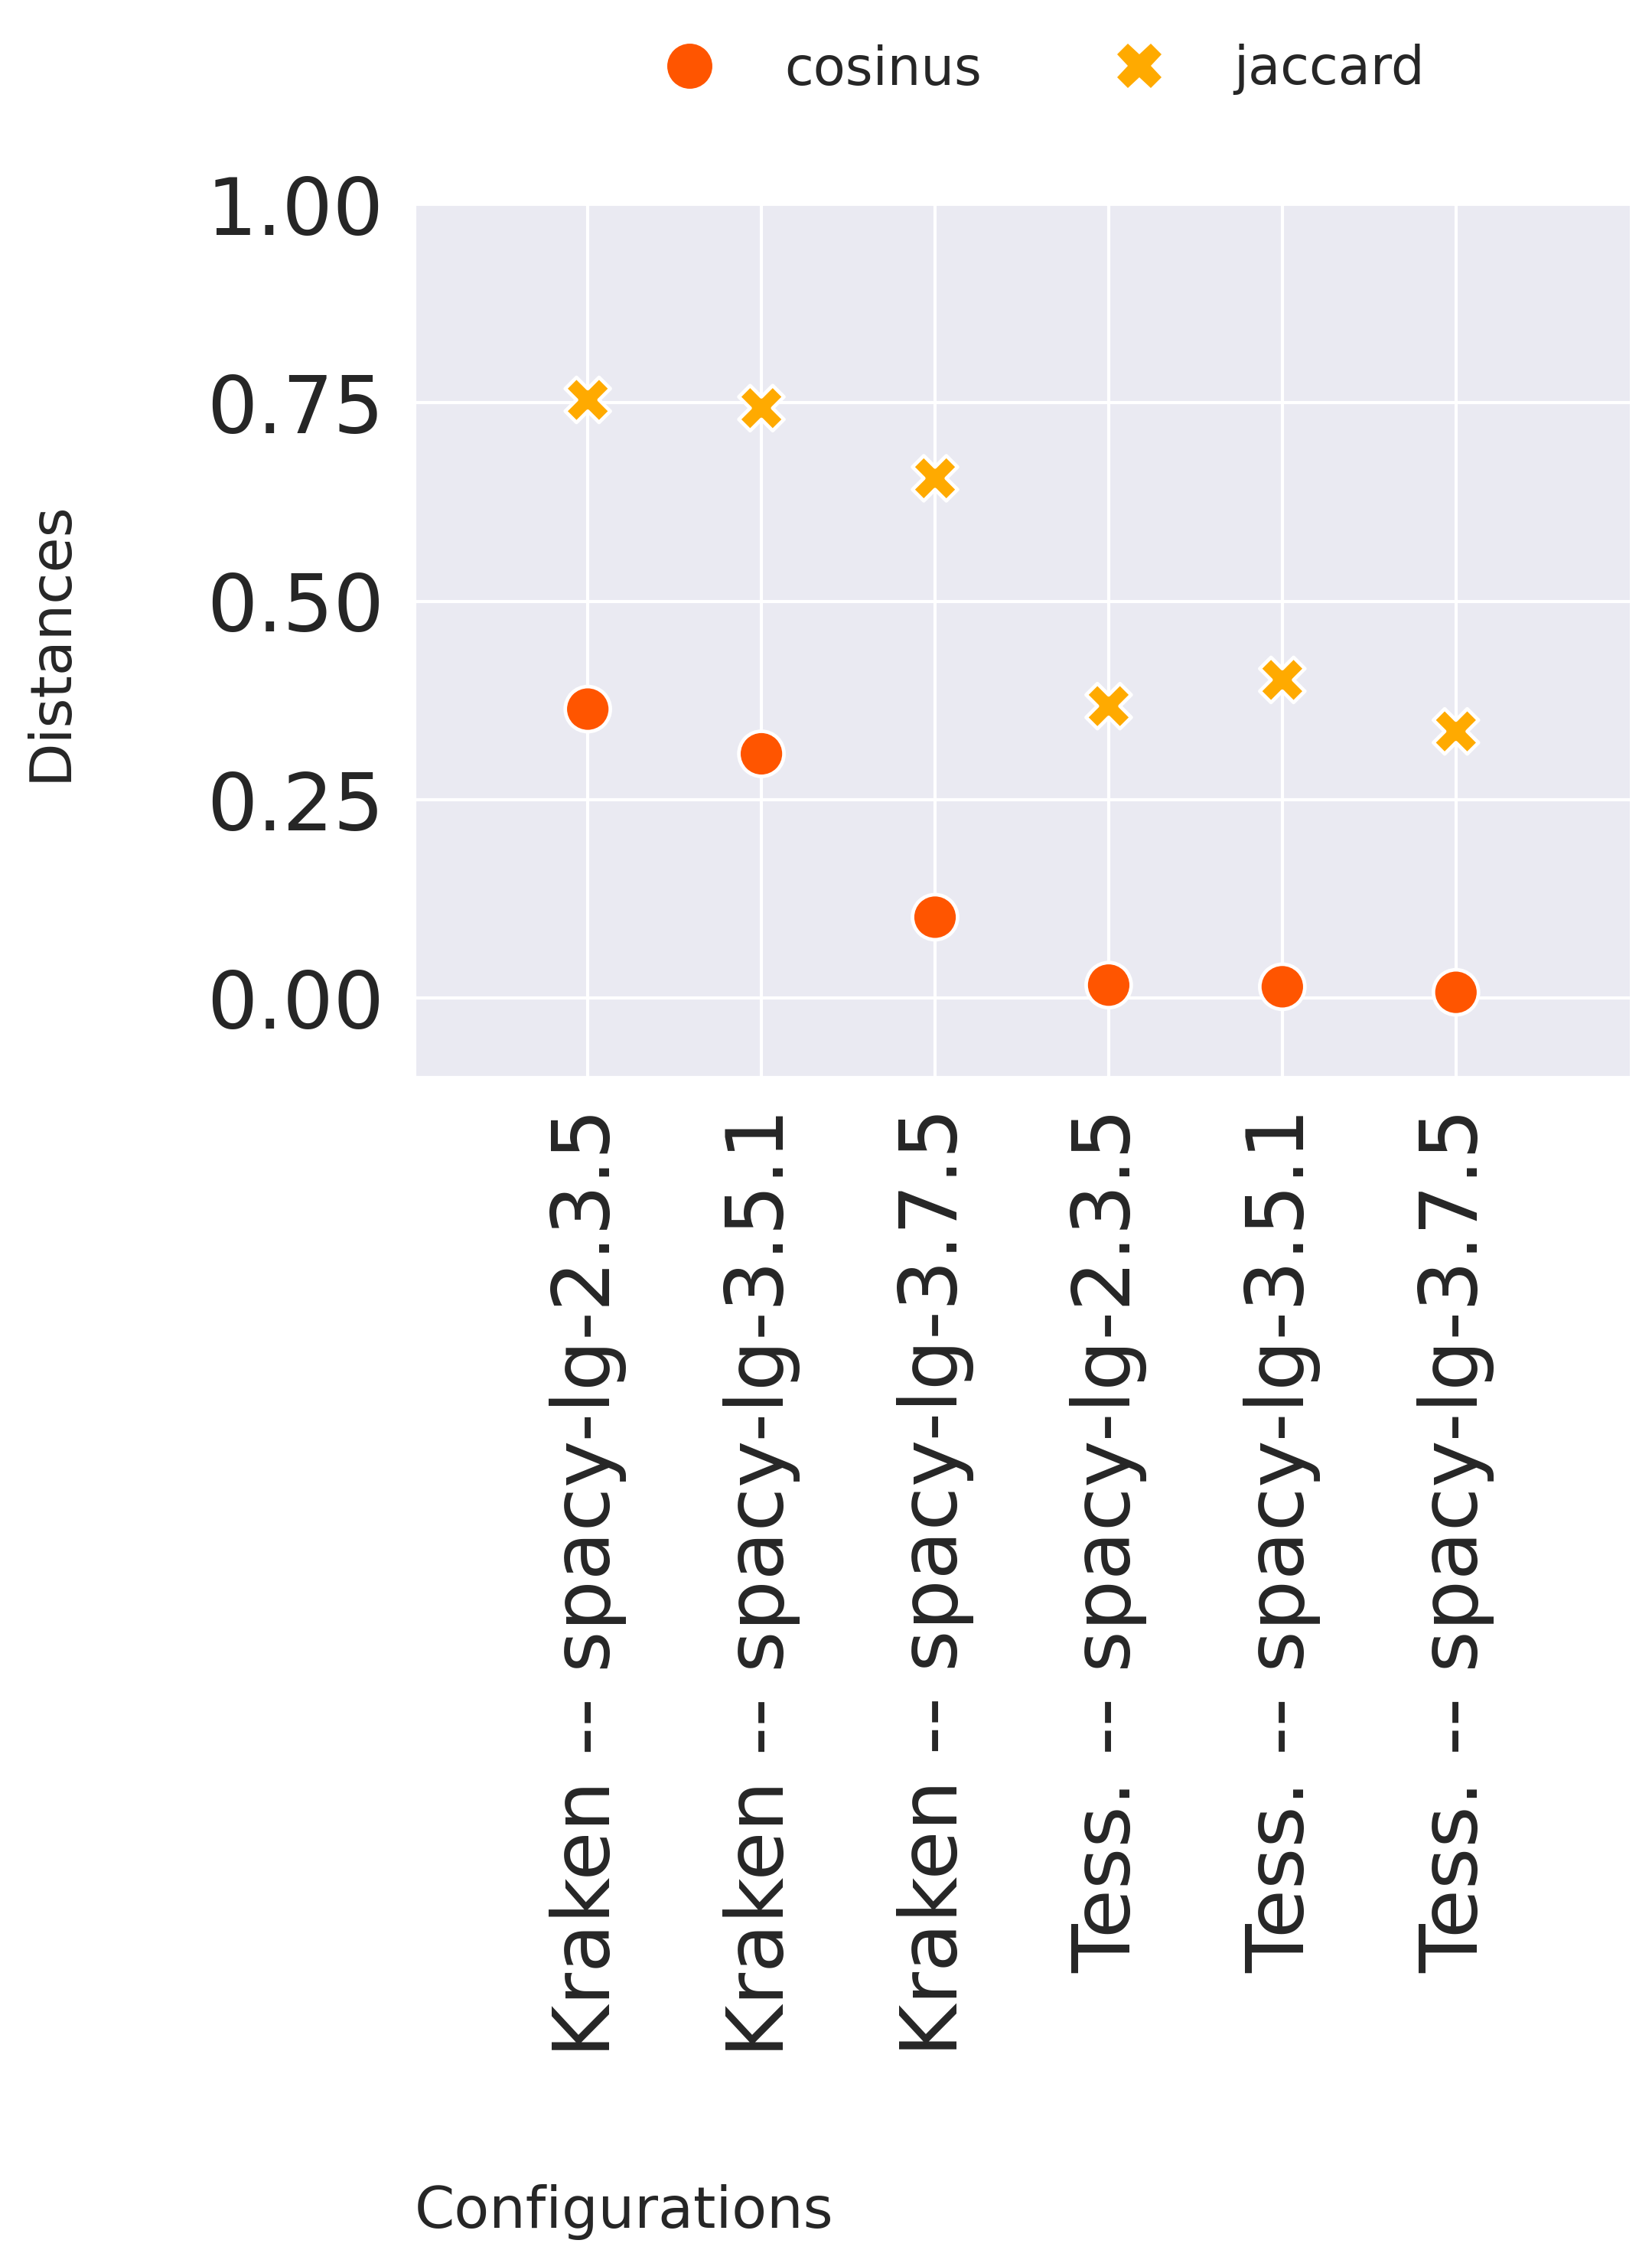 cosinus jaccard
1.00
0.75
0.50
0.25
0.00
Distances
Kraken -- spacy-lg-2.3.5
Kraken -- spacy-lg-3.5.1
Kraken -- spacy-lg-3.7.5
Tess. -- spacy-lg-2.3.5
Tess. -- spacy-lg-3.5.1
Tess. -- spacy-lg-3.7.5
Configurations